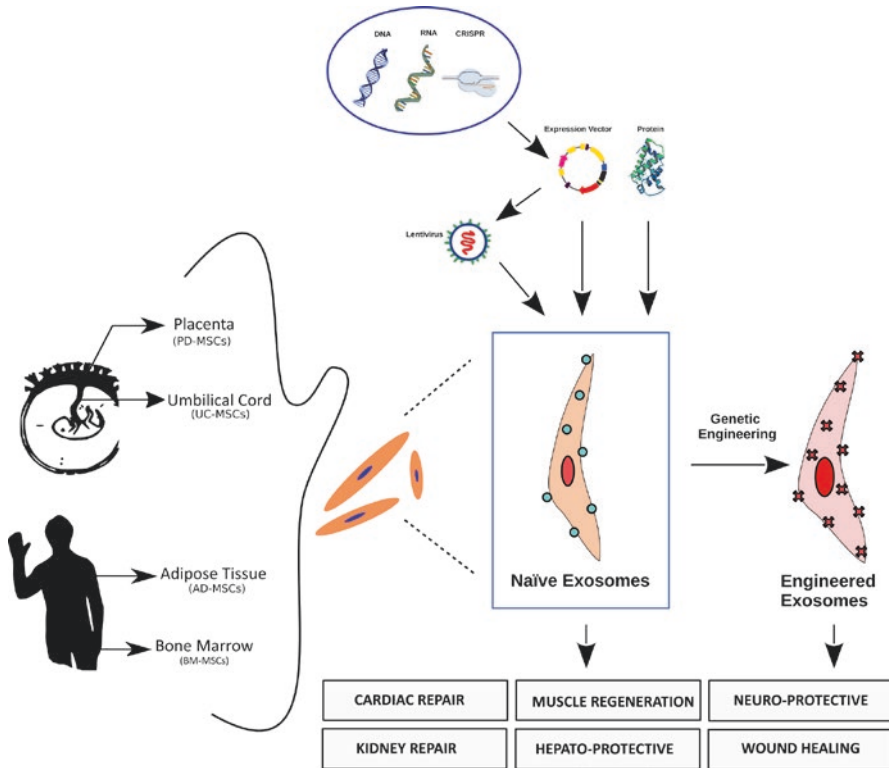 DNA
RNA
CRISPR
Expression Vector
Protein
Lentivirus
Placenta
(PD-MSCs)
Umbilical Cord
(UC-MSCs)
Adipose Tissue
(AD-MSCs)
Bone Marrow
(BM-MSCs)
Naïve Exosomes
Genetic
Engineering
Engineered
Exosomes
CARDIAC REPAIR
MUSCLE REGENERATION
NEURO-PROTECTIVE
KIDNEY REPAIR
HEPATO-PROTECTIVE
WOUND HEALING